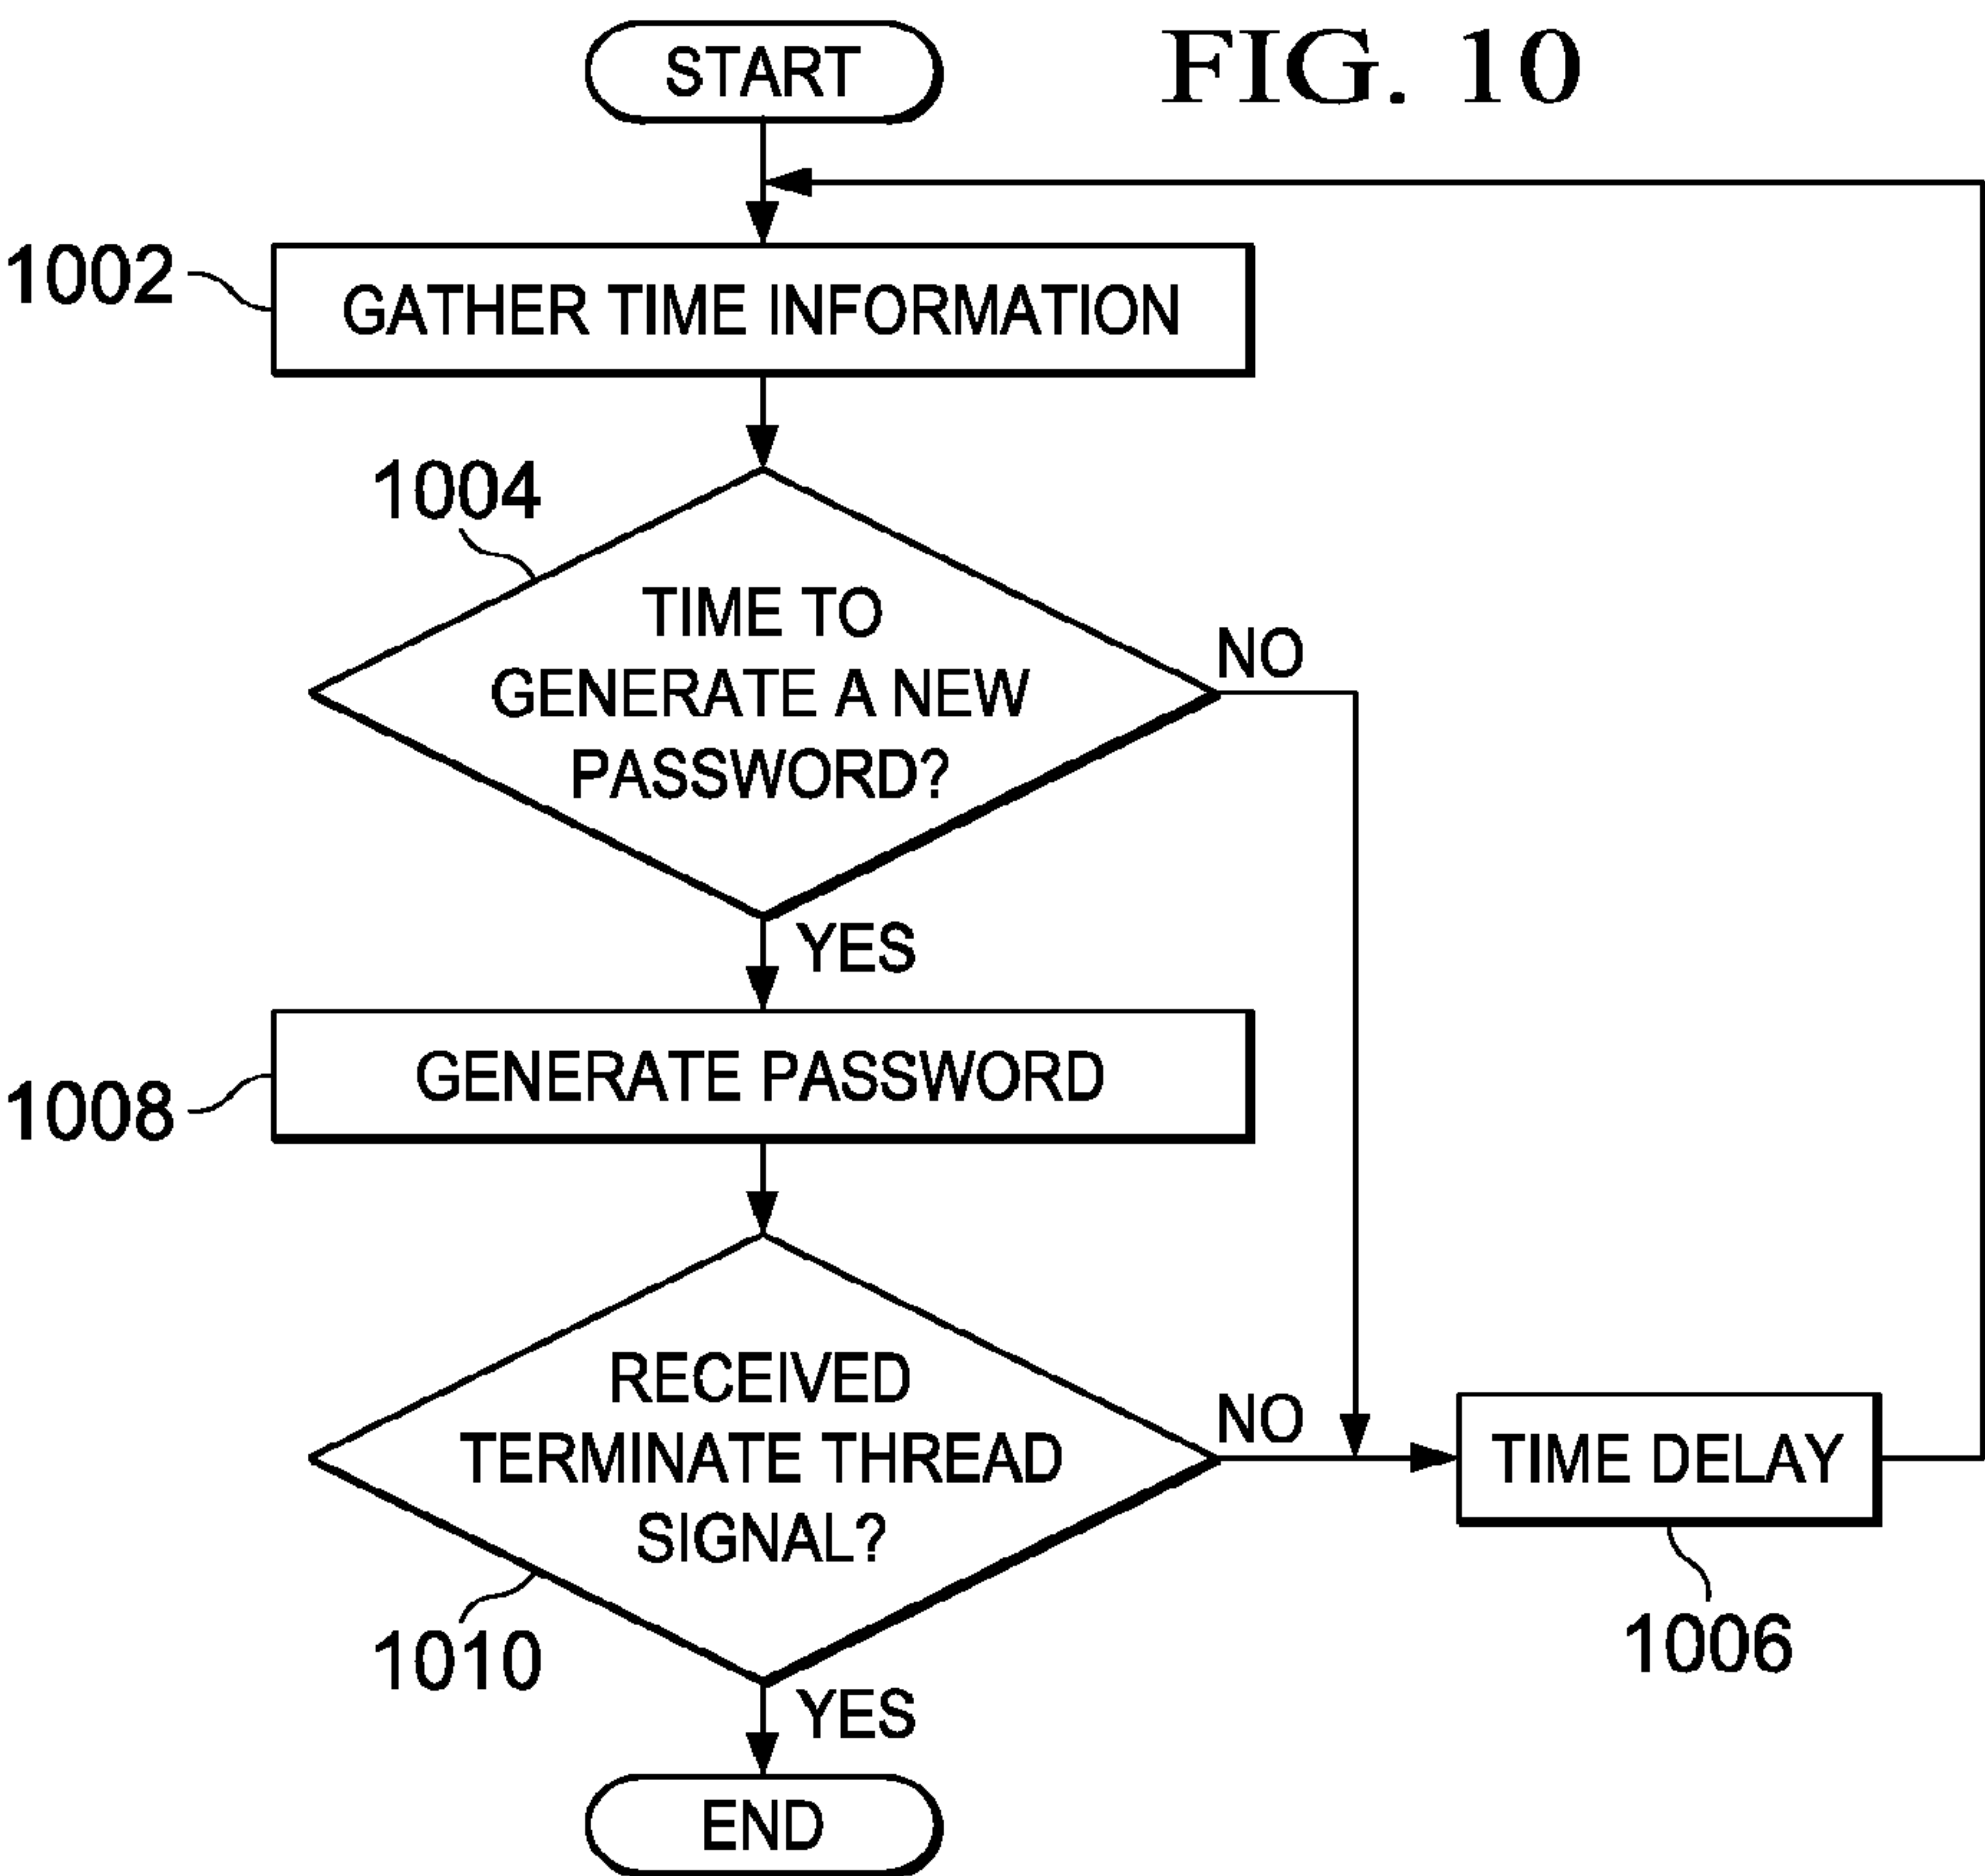 START
FIG. 10
1002
GATHER TIME INFORMATION
1004
TIME TO
GENERATE A NEW
PASSWORD?
NO
YES
1008
GENERATE PASSWORD
RECEIVED
TERMINATE THREAD
SIGNAL?
NO
TIME DELAY
1006
1010
YES
END